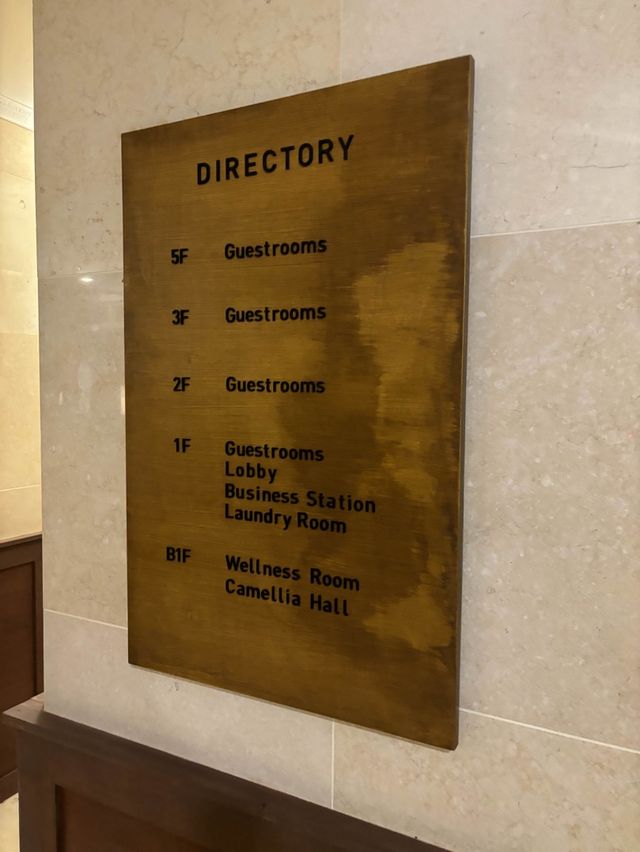 DIRECTORY
5F Guestrooms
3F Guestrooms
2F Guestrooms
1F Guestrooms
Lobby
Business Station
Laundry Room
B1F Wellness Room
Camellia Hall